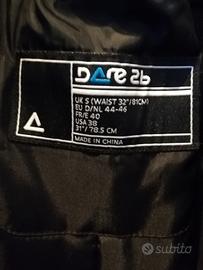 DARE 2b
UK S (WAIST 32"/81CM)
EU D/NL 44-46
FR/E 40
USA 38
31"/78.5 CM
MADE IN CHINA
subito